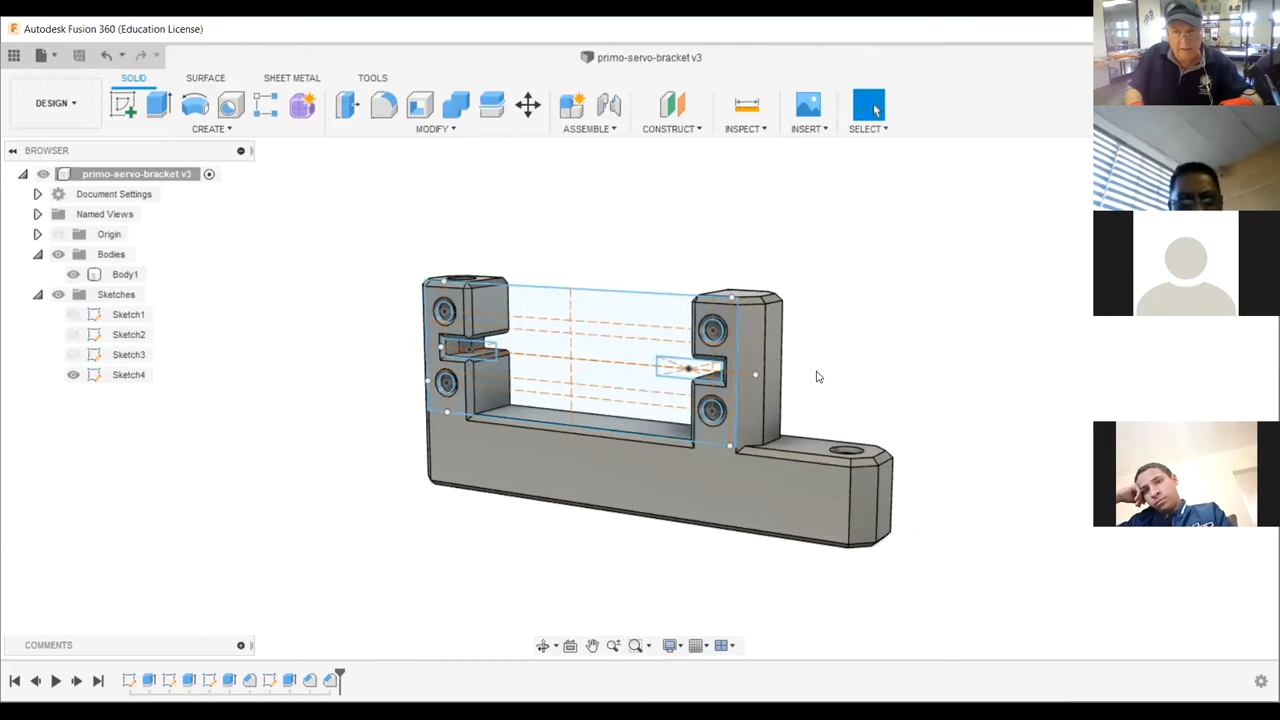 Autodesk Fusion 360 (Education License)
primo-servo-bracket v3
SOLID SURFACE SHEET METAL TOOLS
DESIGN
CREATE MODIFY ASSEMBLE CONSTRUCT INSPECT INSERT SELECT
BROWSER
primo-servo-bracket v3
Document Settings
Named Views
Origin
Bodies
Body1
Sketches
Sketch1
Sketch2
Sketch3
Sketch4
COMMENTS